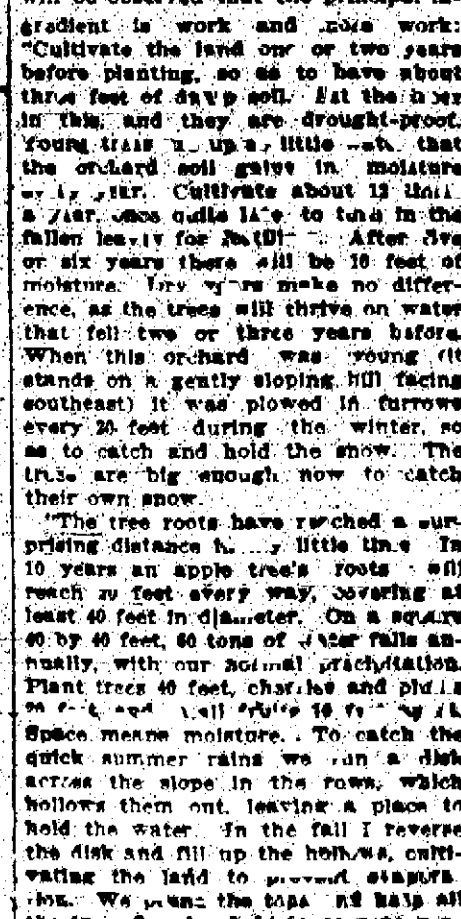 gradient is work and more work:
"Cultivate the land one or two years
before planting, so as to have about
three feet of damp soil. Put the trees
in this, and they are drought-proof.
Young trees up little that
the orchard soil gains in moisture
year. Cultivate about 12
a year, once quite late to turn in the
fallen leaves for After five
or six years there will be 10 feet of
moisture. Dry years make no differ-
ence, as the trees will thrive on water
that fell two or three years before.
When this orchard was young (it
stands on a gently sloping hill facing
southeast) it was plowed in furrows
every 20 feet during the winter, so
as to catch and hold the snow. The
trees are big enough now to catch
their own snow.
"The tree roots have reached a sur-
prising distance little time In
10 years an apple tree's roots will
reach 20 feet every way, covering at
least 40 feet in diameter. On a square
40 by 40 feet, 60 tons of water falls an-
nually, with our normal precipitation.
Plant trees 40 feet, cherries and plums
20 feet and small fruits
Space means moisture. To catch the
quick summer rains we run a disk
across the slope in the rows, which
hollows them out, leaving a place to
hold the water. In the fall I reverse
the disk and fill up the hollows, culti-
vating the land to prevent evapora-
tion. We prune the tops help all